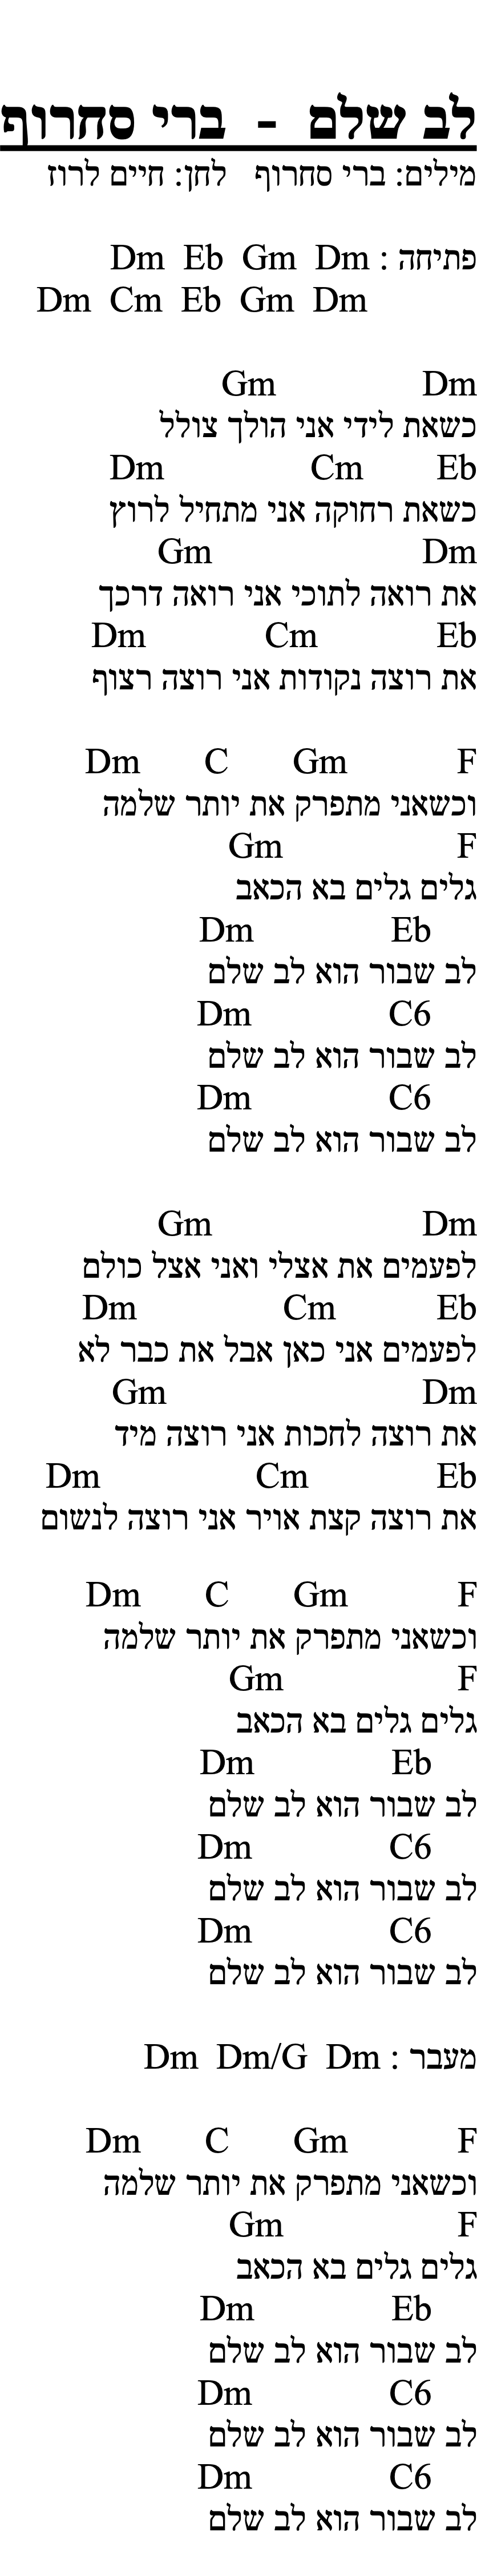 לב שלם - ברי סחרוף
מילים: ברי סחרוף   לחן: חיים לרוז
פתיחה : Dm  Gm  Eb  Dm
Dm  Gm  Eb  Cm  Dm
Dm  Gm
כשאת לידי אני הולך צולל
Eb  Cm  Dm
כשאת רחוקה אני מתחיל לרוץ
Dm  Gm
את רואה לתוכי אני רואה דרכך
Eb  Cm  Dm
את רוצה נקודות אני רוצה רצוף
F  Gm  C  Dm
וכשאני מתפרק את יותר שלמה
F  Gm
גלים גלים בא הכאב
Eb  Dm
לב שבור הוא לב שלם
C6  Dm
לב שבור הוא לב שלם
C6  Dm
לב שבור הוא לב שלם
Dm  Gm
לפעמים את אצלי ואני אצל כולם
Eb  Cm  Dm
לפעמים אני כאן אבל את כבר לא
Dm  Gm
את רוצה לחכות אני רוצה מיד
Eb  Cm  Dm
את רוצה קצת אויר אני רוצה לנשום
F  Gm  C  Dm
וכשאני מתפרק את יותר שלמה
F  Gm
גלים גלים בא הכאב
Eb  Dm
לב שבור הוא לב שלם
C6  Dm
לב שבור הוא לב שלם
C6  Dm
לב שבור הוא לב שלם
מעבר : Dm  Dm/G  Dm
F  Gm  C  Dm
וכשאני מתפרק את יותר שלמה
F  Gm
גלים גלים בא הכאב
Eb  Dm
לב שבור הוא לב שלם
C6  Dm
לב שבור הוא לב שלם
C6  Dm
לב שבור הוא לב שלם